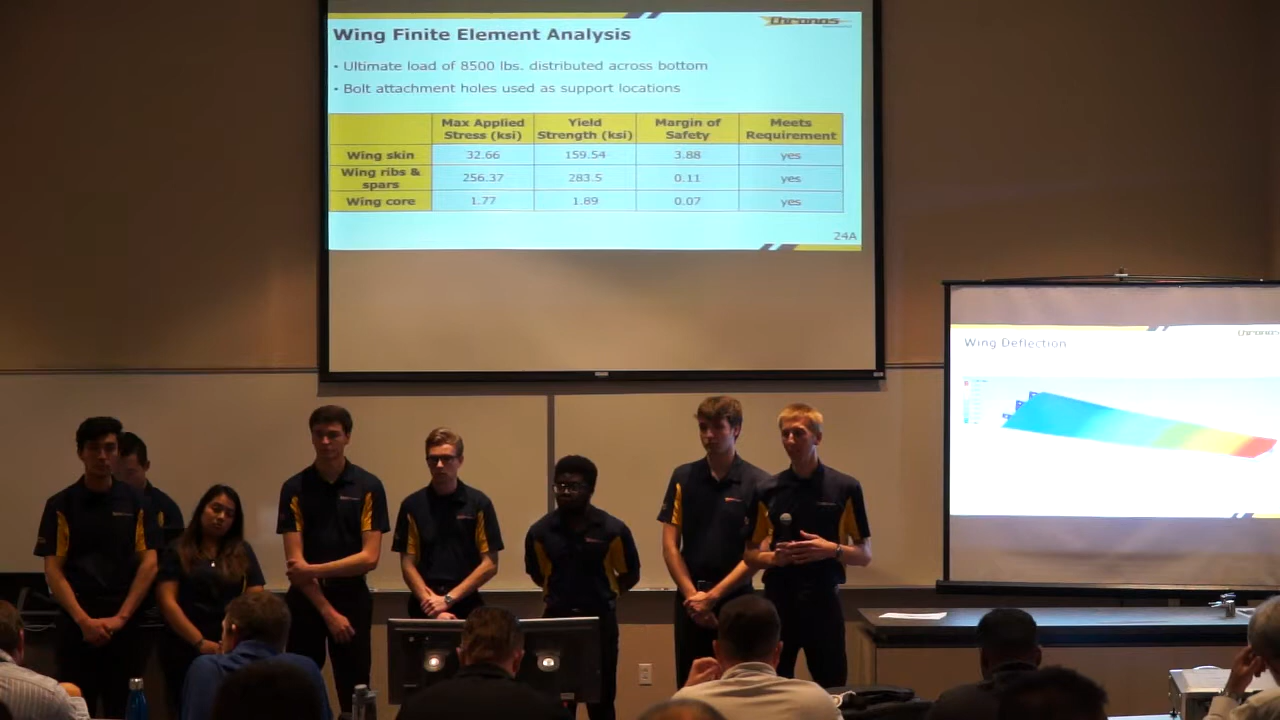 Chronos
Wing Finite Element Analysis
• Ultimate load of 8500 lbs. distributed across bottom
• Bolt attachment holes used as support locations
Max Applied Stress (ksi) Yield Strength (ksi) Margin of Safety Meets Requirement
Wing skin 32.66 159.54 3.88 yes
Wing ribs & spars 256.37 283.5 0.11 yes
Wing core 1.77 1.89 0.07 yes
24A
Chronos
Wing Deflection